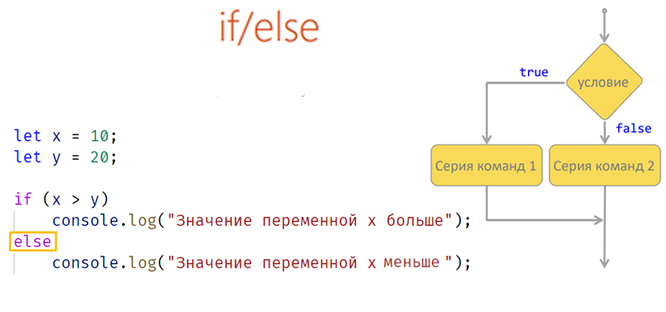 if/else
let x = 10;
let y = 20;
if (x > y)
console.log("Значение переменной x больше");
else
console.log("Значение переменной x меньше ");
условие
true
false
Серия команд 1
Серия команд 2